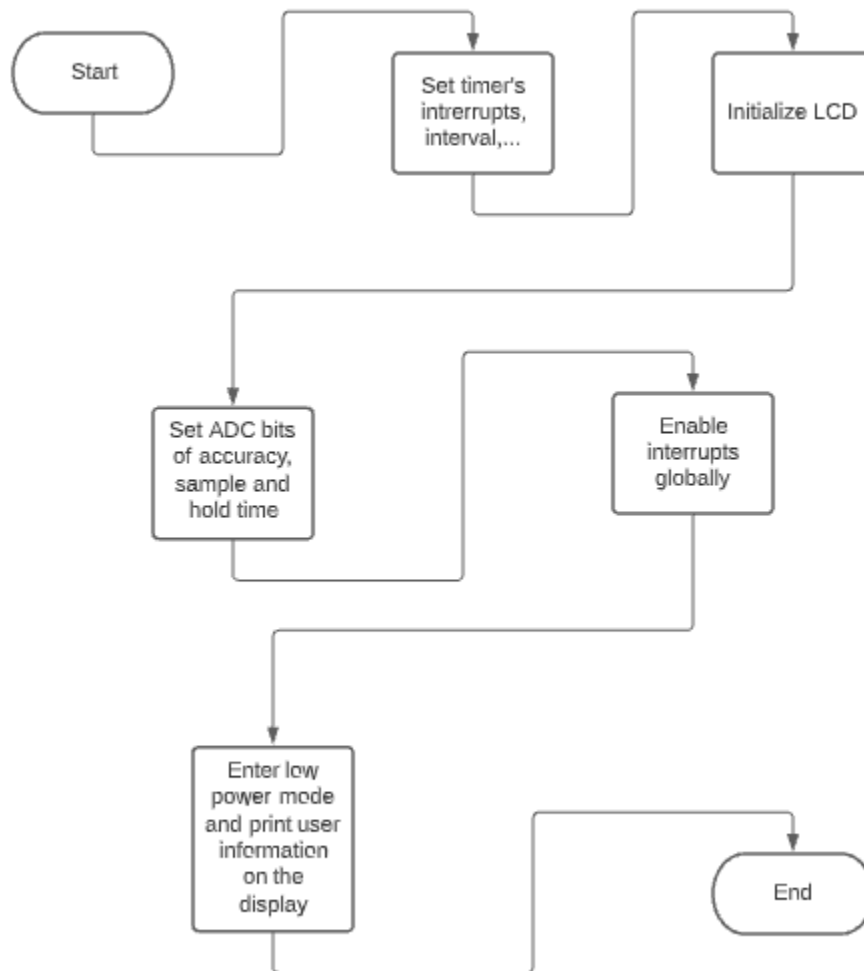 Start
Set timer's
intrerrupts,
interval,...
Initialize LCD
Set ADC bits
of accuracy,
sample and
hold time
Enable
interrupts
globally
Enter low
power mode
and print user
information
on the
display
End